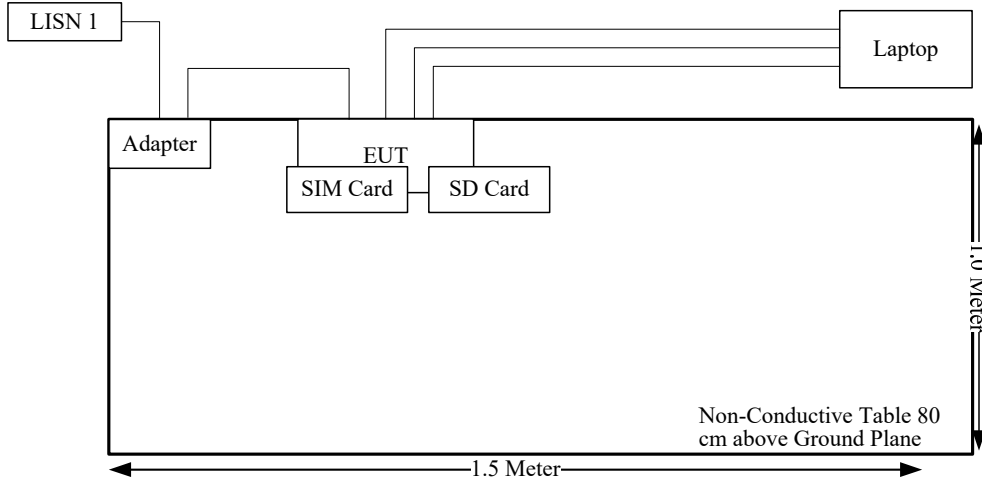 LISN 1
Laptop
Adapter
EUT
SIM Card
SD Card
1.0 Meter
Non-Conductive Table 80
cm above Ground Plane
1.5 Meter